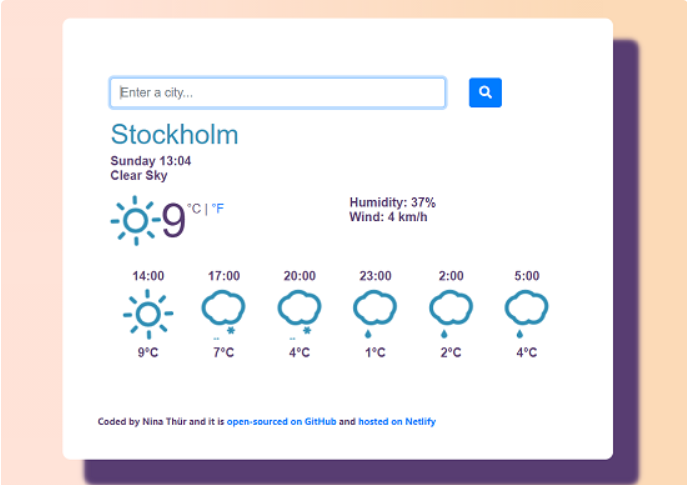 Enter a city...
Stockholm
Sunday 13:04
Clear Sky
9 °C | °F
Humidity: 37%
Wind: 4 km/h
14:00 17:00 20:00 23:00 2:00 5:00
9°C 7°C 4°C 1°C 2°C 4°C
Coded by Nina Thür and it is open-sourced on GitHub and hosted on Netlify